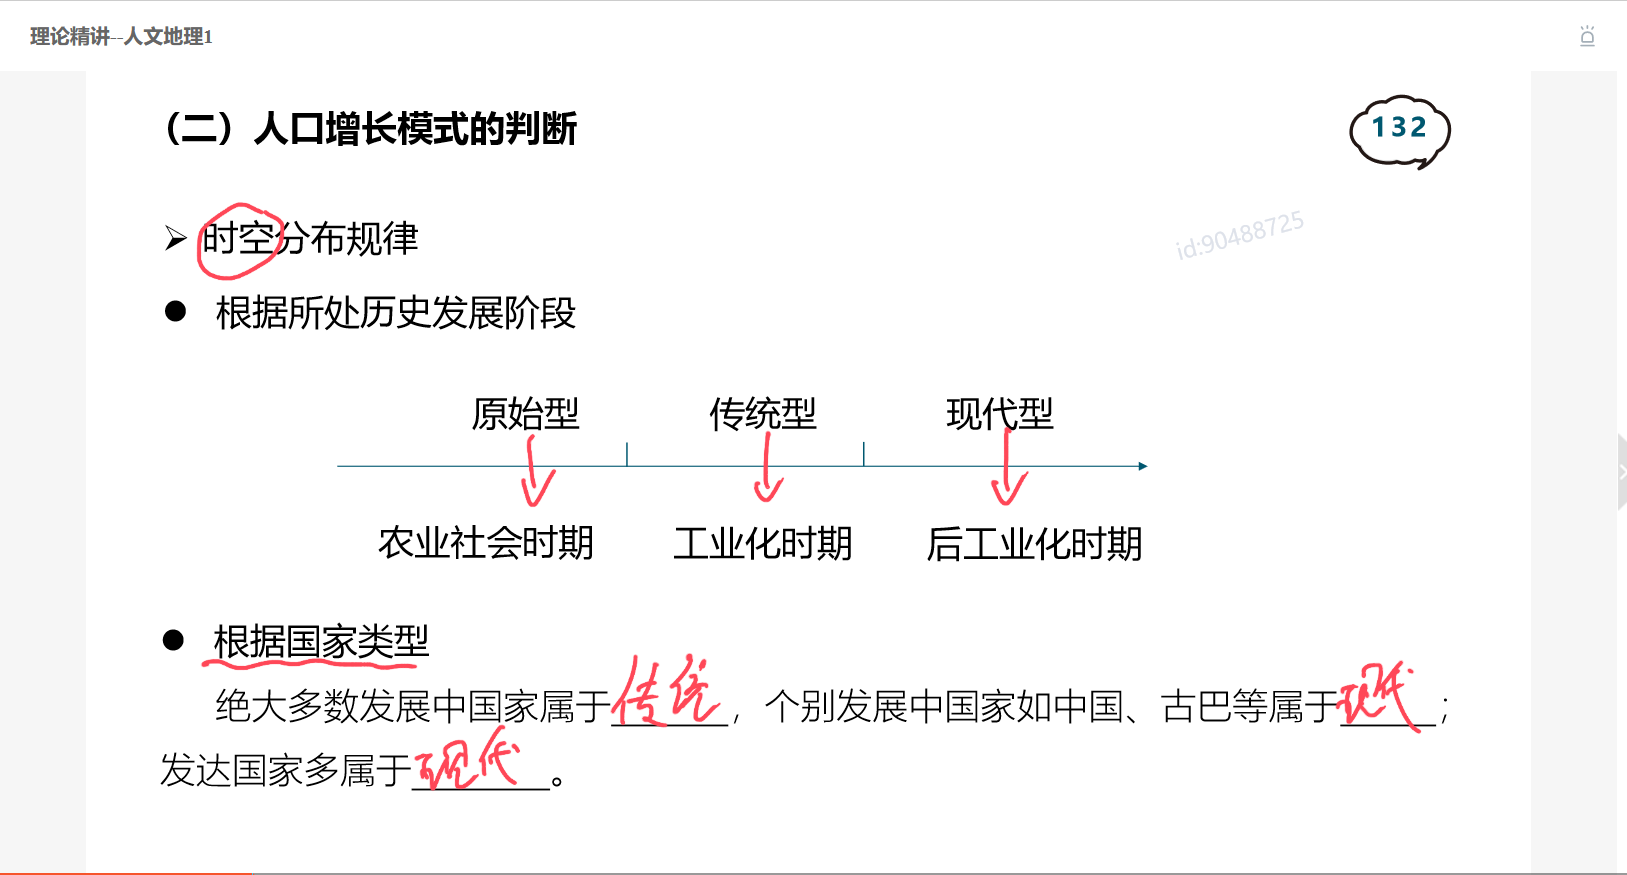 理论精讲--人文地理1
（二）人口增长模式的判断
132
➢ 时空分布规律
id:90488725
● 根据所处历史发展阶段
原始型 传统型 现代型
农业社会时期 工业化时期 后工业化时期
● 根据国家类型
绝大多数发展中国家属于传统，个别发展中国家如中国、古巴等属于现代；
发达国家多属于现代。